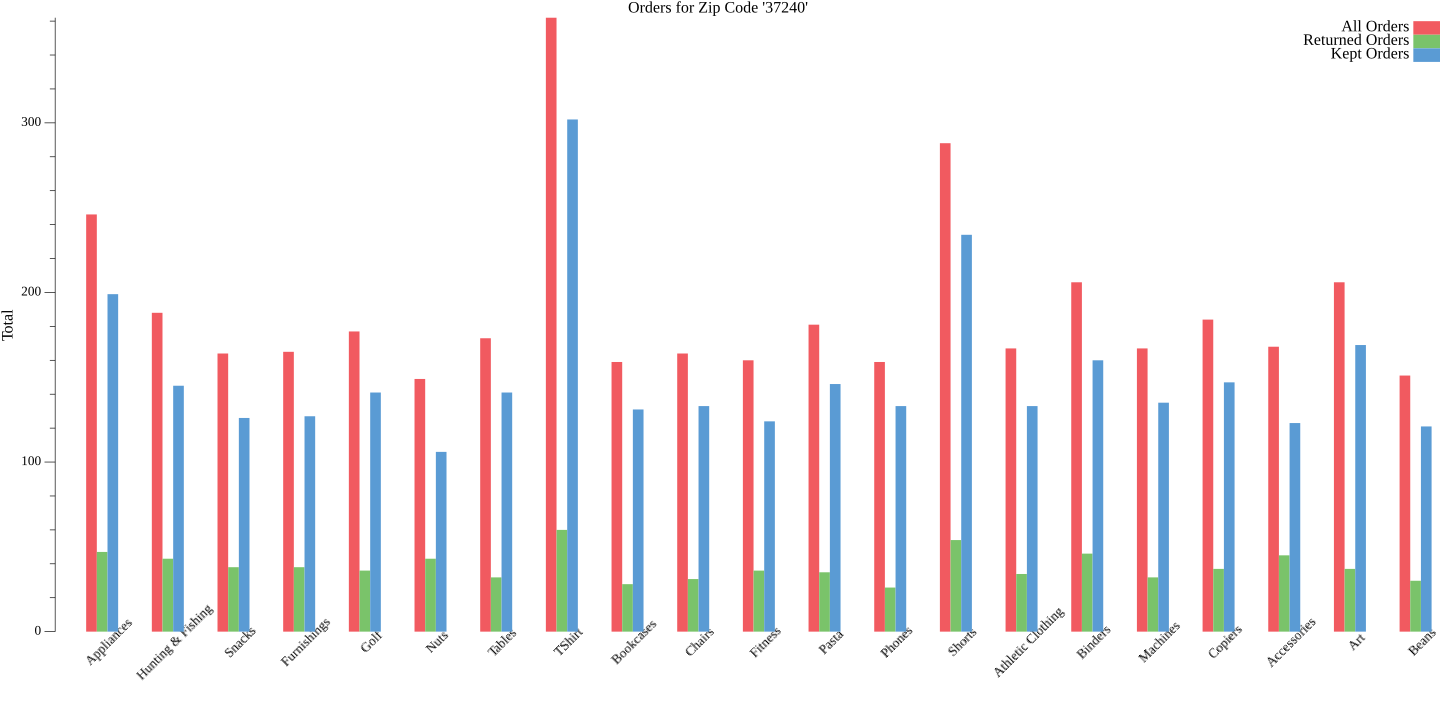 Orders for Zip Code '37240'
All Orders
Returned Orders
Kept Orders
Total
300
200
100
0
Appliances
Hunting & Fishing
Snacks
Furnishings
Golf
Nuts
Tables
TShirt
Bookcases
Chairs
Fitness
Pasta
Phones
Shorts
Athletic Clothing
Binders
Machines
Copiers
Accessories
Art
Beans